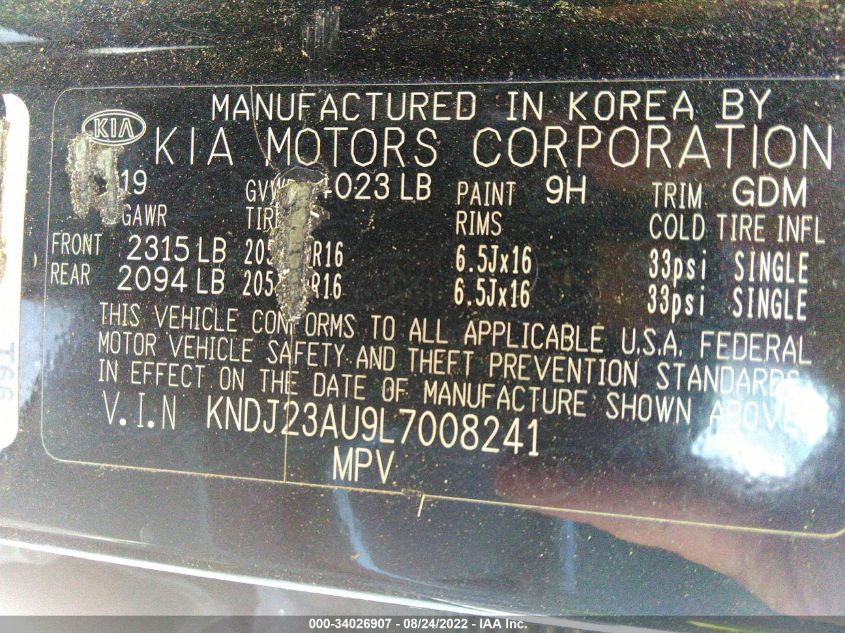 MANUFACTURED IN KOREA BY
KIA KIA MOTORS CORPORATION
19 4023 LB PAINT 9H TRIM GDM
GAWR RIMS COLD TIRE INFL
FRONT 2315 LB 6.5Jx16 33psi SINGLE
REAR 2094 LB 6.5Jx16 33psi SINGLE
THIS VEHICLE CONFORMS TO ALL APPLICABLE U.S.A. FEDERAL
MOTOR VEHICLE SAFETY AND THEFT PREVENTION STANDARDS
IN EFFECT ON THE DATE OF MANUFACTURE SHOWN ABOVE.
V.I.N KNDJ23AU9L7008241
MPV
000-34026907 - 08/24/2022 - IAA Inc.